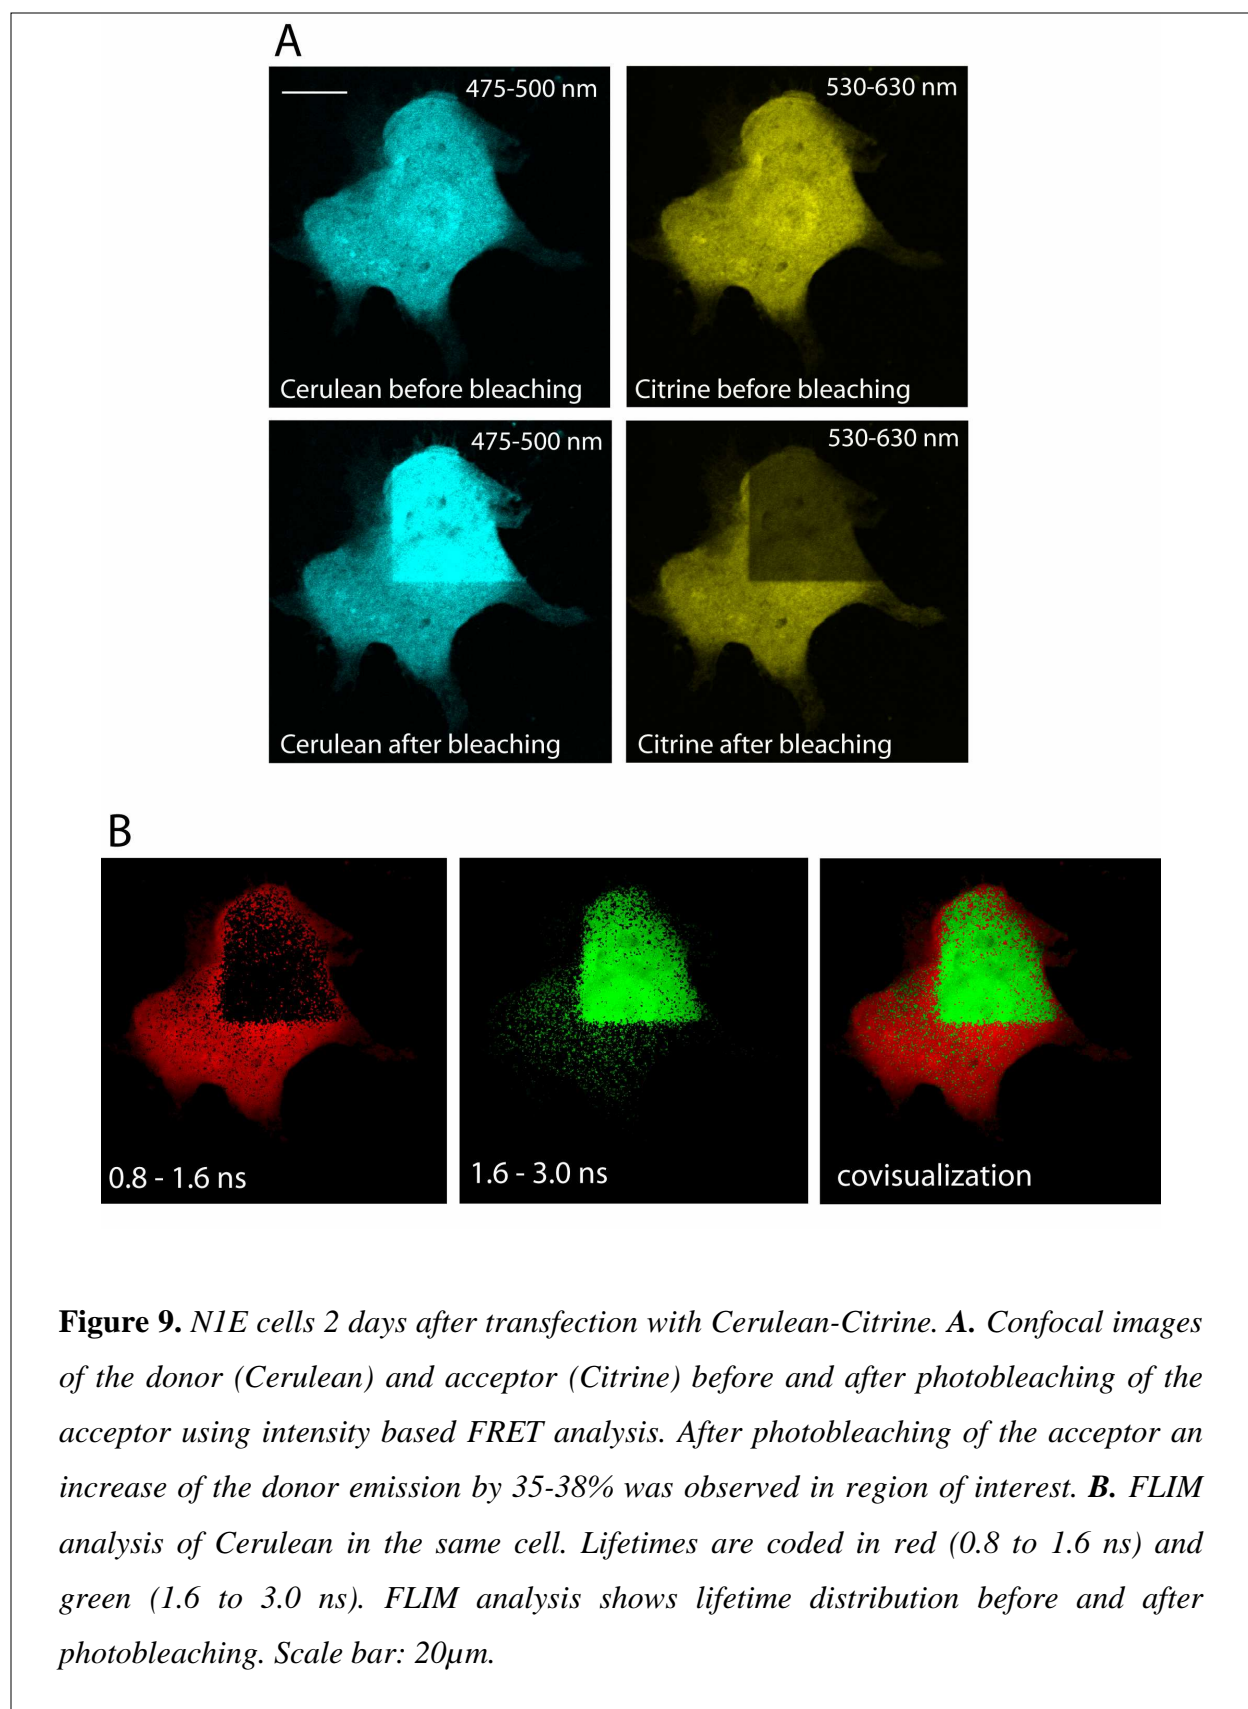 A
475-500 nm
530-630 nm
Cerulean before bleaching
Citrine before bleaching
475-500 nm
530-630 nm
Cerulean after bleaching
Citrine after bleaching
B
0.8 - 1.6 ns
1.6 - 3.0 ns
covisualization
Figure 9. N1E cells 2 days after transfection with Cerulean-Citrine. A. Confocal images
of the donor (Cerulean) and acceptor (Citrine) before and after photobleaching of the
acceptor using intensity based FRET analysis. After photobleaching of the acceptor an
increase of the donor emission by 35-38% was observed in region of interest. B. FLIM
analysis of Cerulean in the same cell. Lifetimes are coded in red (0.8 to 1.6 ns) and
green (1.6 to 3.0 ns). FLIM analysis shows lifetime distribution before and after
photobleaching. Scale bar: 20µm.